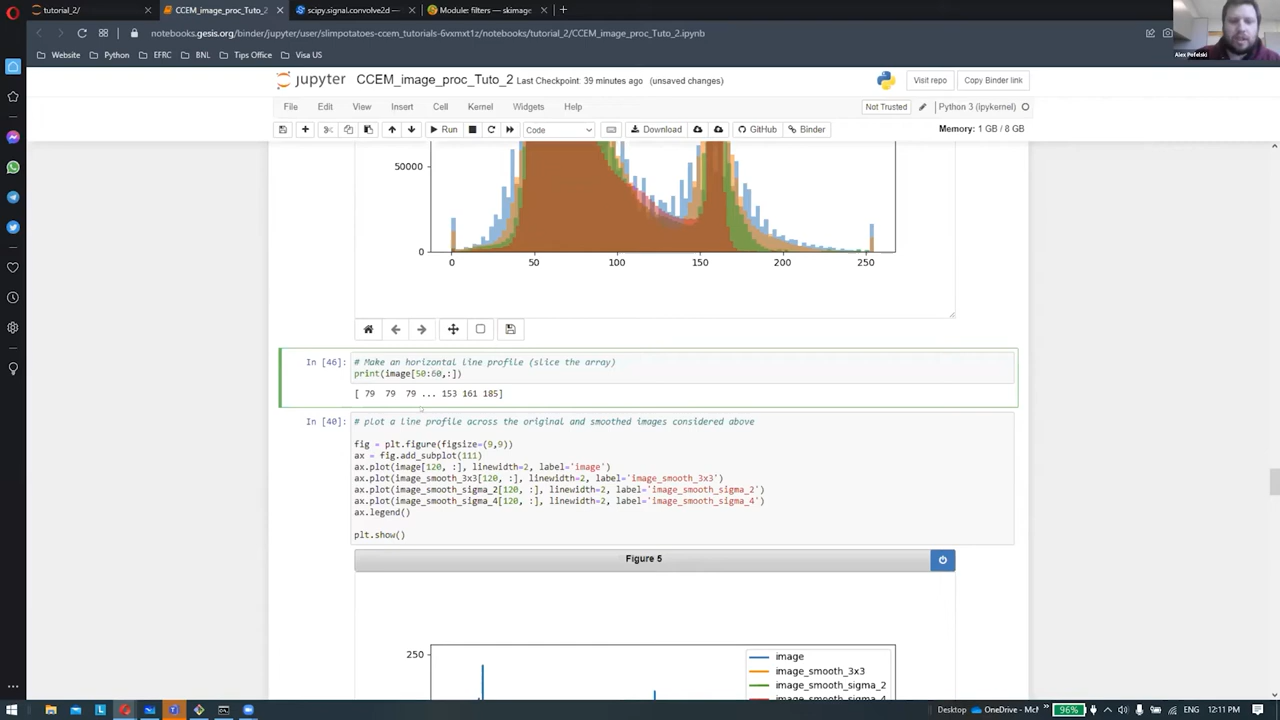 tutorial_2/
CCEM_image_proc_Tuto_2
scipy.signal.convolve2d —
Module: filters — skimage
notebooks.gesis.org/binder/jupyter/user/slimpotatoes-ccem_tutorials-6vxmxt1z/notebooks/tutorial_2/CCEM_image_proc_Tuto_2.ipynb
Website
Python
EFRC
BNL
Tips Office
Visa US
Alex Pofelski
jupyter
CCEM_image_proc_Tuto_2
Last Checkpoint: 39 minutes ago
(unsaved changes)
Visit repo
Copy Binder link
File
Edit
View
Insert
Cell
Kernel
Widgets
Help
Not Trusted
Python 3 (ipykernel)
Run
Code
Download
GitHub
Binder
Memory: 1 GB / 8 GB
50000
0
0 50 100 150 200 250
In [46]:
# Make an horizontal line profile (slice the array)
print(image[50:60,:])
[ 79 79 79 ... 153 161 185]
In [40]:
# plot a line profile across the original and smoothed images considered above
fig = plt.figure(figsize=(9,9))
ax = fig.add_subplot(111)
ax.plot(image[120, :], linewidth=2, label='image')
ax.plot(image_smooth_3x3[120, :], linewidth=2, label='image_smooth_3x3')
ax.plot(image_smooth_sigma_2[120, :], linewidth=2, label='image_smooth_sigma_2')
ax.plot(image_smooth_sigma_4[120, :], linewidth=2, label='image_smooth_sigma_4')
ax.legend()
plt.show()
Figure 5
250
image
image_smooth_3x3
image_smooth_sigma_2
image_smooth_sigma_4
Desktop
OneDrive - McM
96%
ENG
12:11 PM